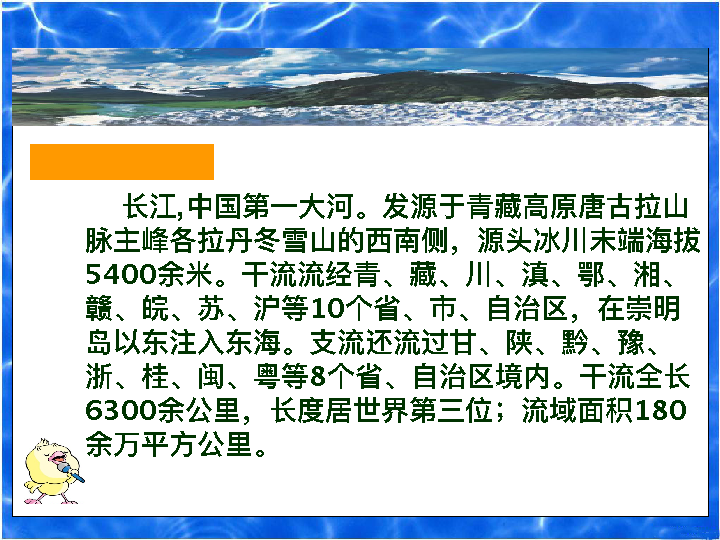 长江,中国第一大河。发源于青藏高原唐古拉山
脉主峰各拉丹冬雪山的西南侧，源头冰川末端海拔
5400余米。干流流经青、藏、川、滇、鄂、湘、
赣、皖、苏、沪等10个省、市、自治区，在崇明
岛以东注入东海。支流还流过甘、陕、黔、豫、
浙、桂、闽、粤等8个省、自治区境内。干流全长
6300余公里，长度居世界第三位；流域面积180
余万平方公里。